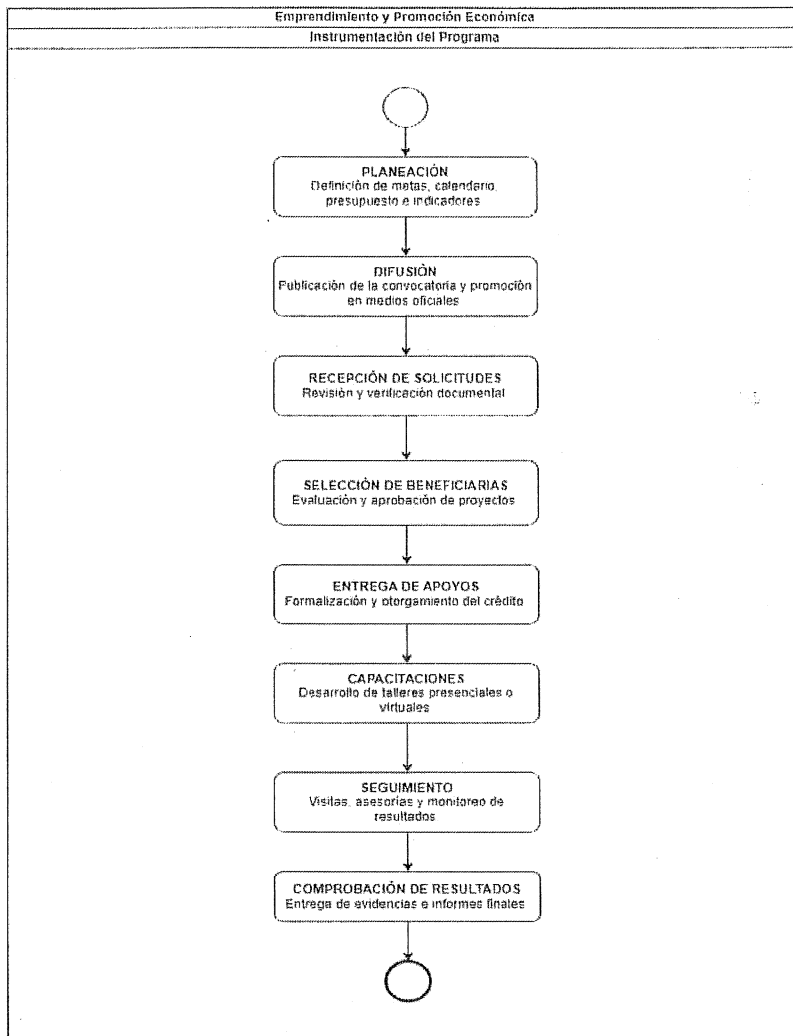 Emprendimiento y Promoción Económica
Instrumentación del Programa
PLANEACIÓN
Definición de metas, calendario,
presupuesto e indicadores
DIFUSIÓN
Publicación de la convocatoria y promoción
en medios oficiales
RECEPCIÓN DE SOLICITUDES
Revisión y verificación documental
SELECCIÓN DE BENEFICIARIAS
Evaluación y aprobación de proyectos
ENTREGA DE APOYOS
Formalización y otorgamiento del crédito
CAPACITACIONES
Desarrollo de talleres presenciales o
virtuales
SEGUIMIENTO
Visitas, asesorías y monitoreo de
resultados
COMPROBACIÓN DE RESULTADOS
Entrega de evidencias e informes finales